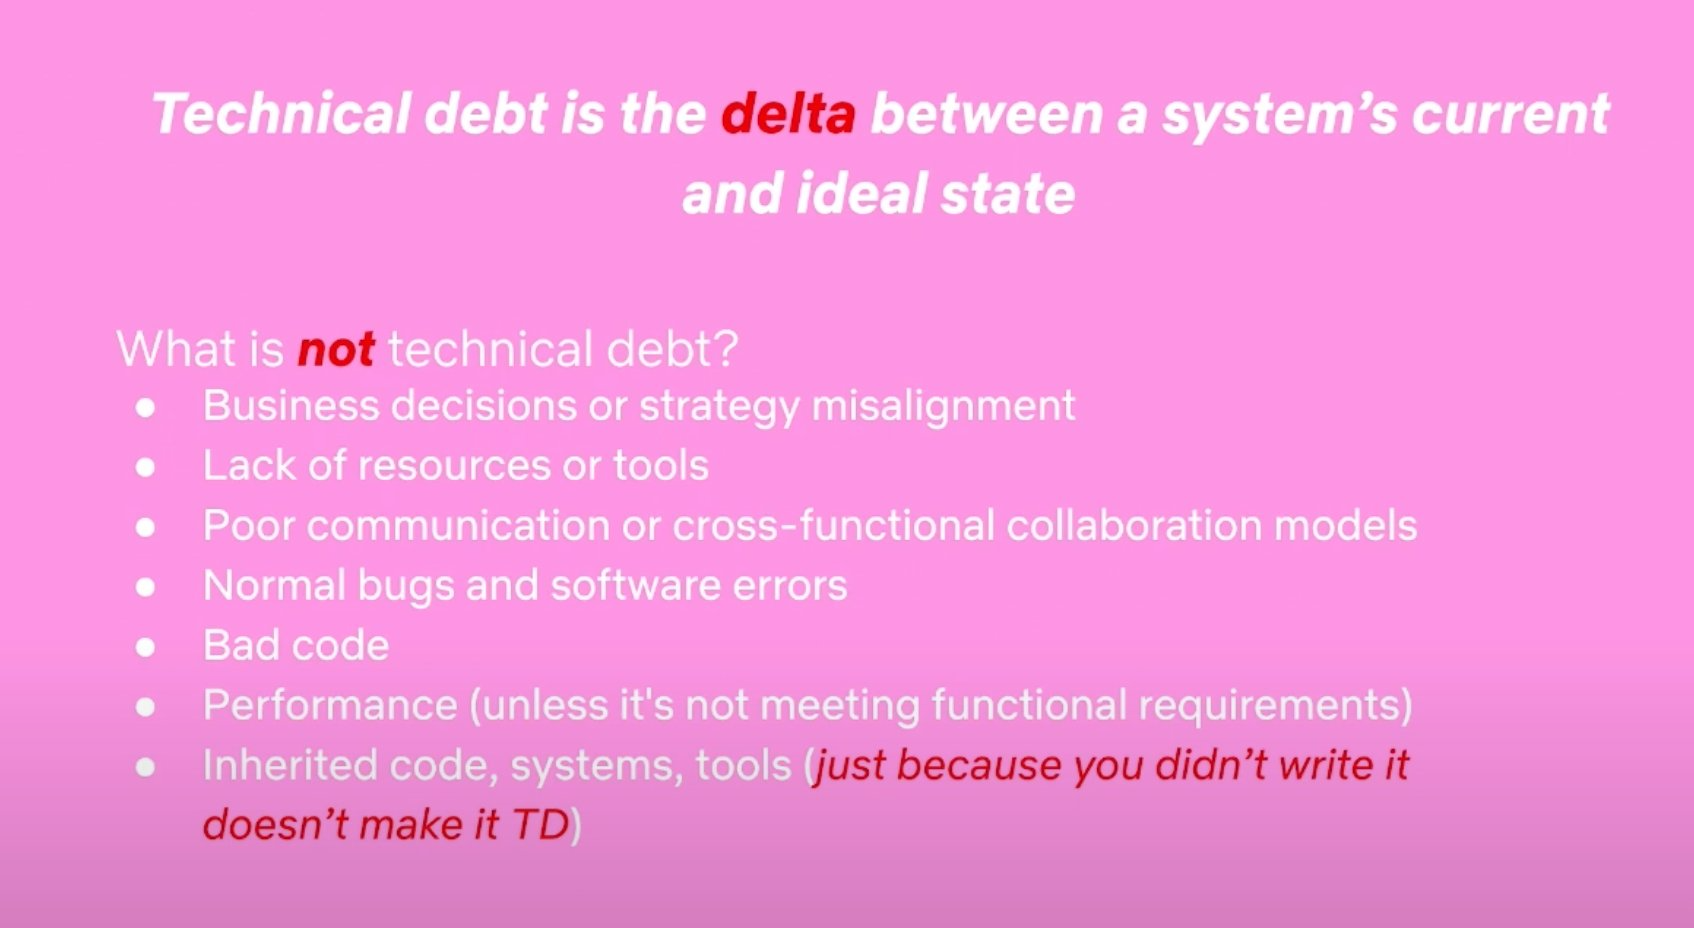 Technical debt is the delta between a system’s current
and ideal state
What is not technical debt?
● Business decisions or strategy misalignment
● Lack of resources or tools
● Poor communication or cross-functional collaboration models
● Normal bugs and software errors
● Bad code
● Performance (unless it's not meeting functional requirements)
● Inherited code, systems, tools (just because you didn’t write it
doesn’t make it TD)